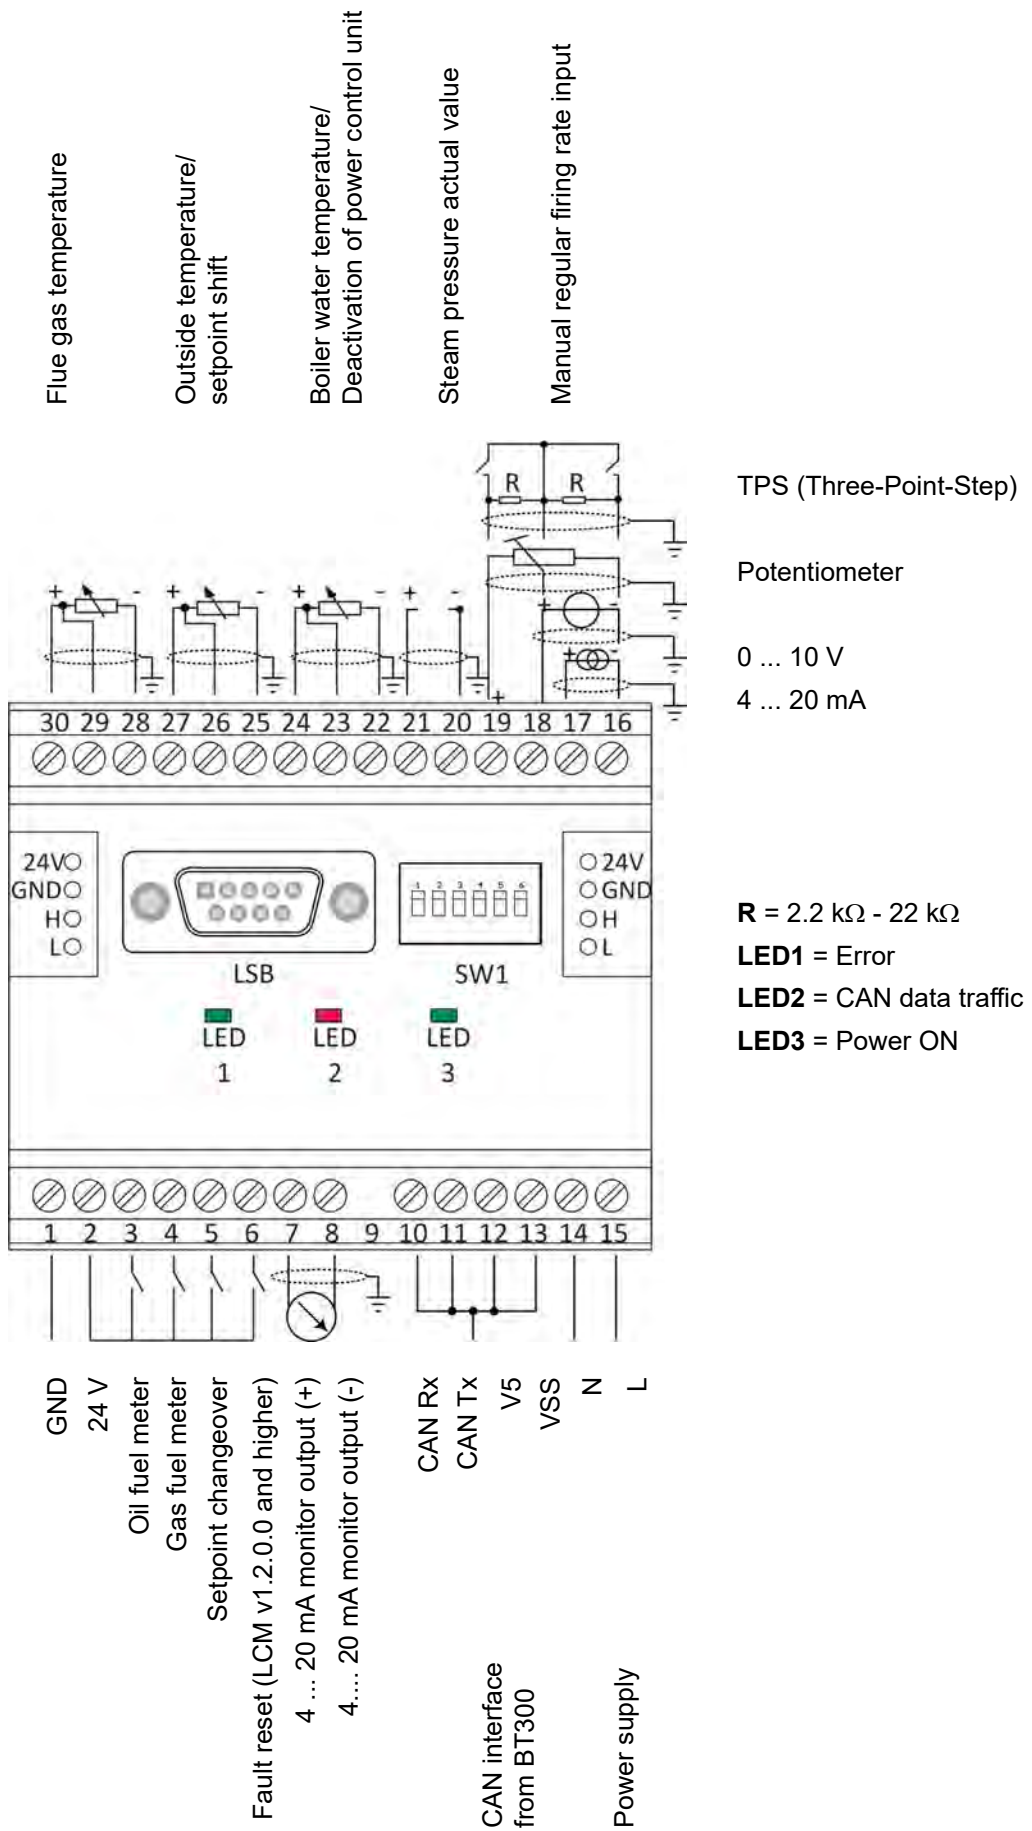 Flue gas temperature
Outside temperature/
setpoint shift
Boiler water temperature/
Deactivation of power control unit
Steam pressure actual value
Manual regular firing rate input
R R
TPS (Three-Point-Step)
Potentiometer
+ - + - + - + - + -
0 ... 10 V
+ -
4 ... 20 mA
+
30 29 28 27 26 25 24 23 22 21 20 19 18 17 16
24V
GND
H
L
1 2 3 4 5 6
24V
GND
H
L
LSB
SW1
LED
1
LED
2
LED
3
R = 2.2 kΩ - 22 kΩ
LED1 = Error
LED2 = CAN data traffic
LED3 = Power ON
1 2 3 4 5 6 7 8 9 10 11 12 13 14 15
GND
24 V
Oil fuel meter
Gas fuel meter
Setpoint changeover
Fault reset (LCM v1.2.0.0 and higher)
4 ... 20 mA monitor output (+)
4.... 20 mA monitor output (-)
CAN Rx
CAN Tx
V5
VSS
N
L
CAN interface
from BT300
Power supply